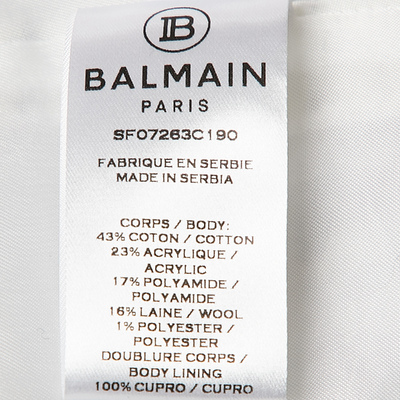 B
BALMAIN
PARIS
SF07263C190
FABRIQUE EN SERBIE
MADE IN SERBIA
CORPS / BODY:
43% COTON / COTTON
23% ACRYLIQUE /
ACRYLIC
17% POLYAMIDE /
POLYAMIDE
16% LAINE / WOOL
1% POLYESTER /
POLYESTER
DOUBLURE CORPS /
BODY LINING
100% CUPRO / CUPRO